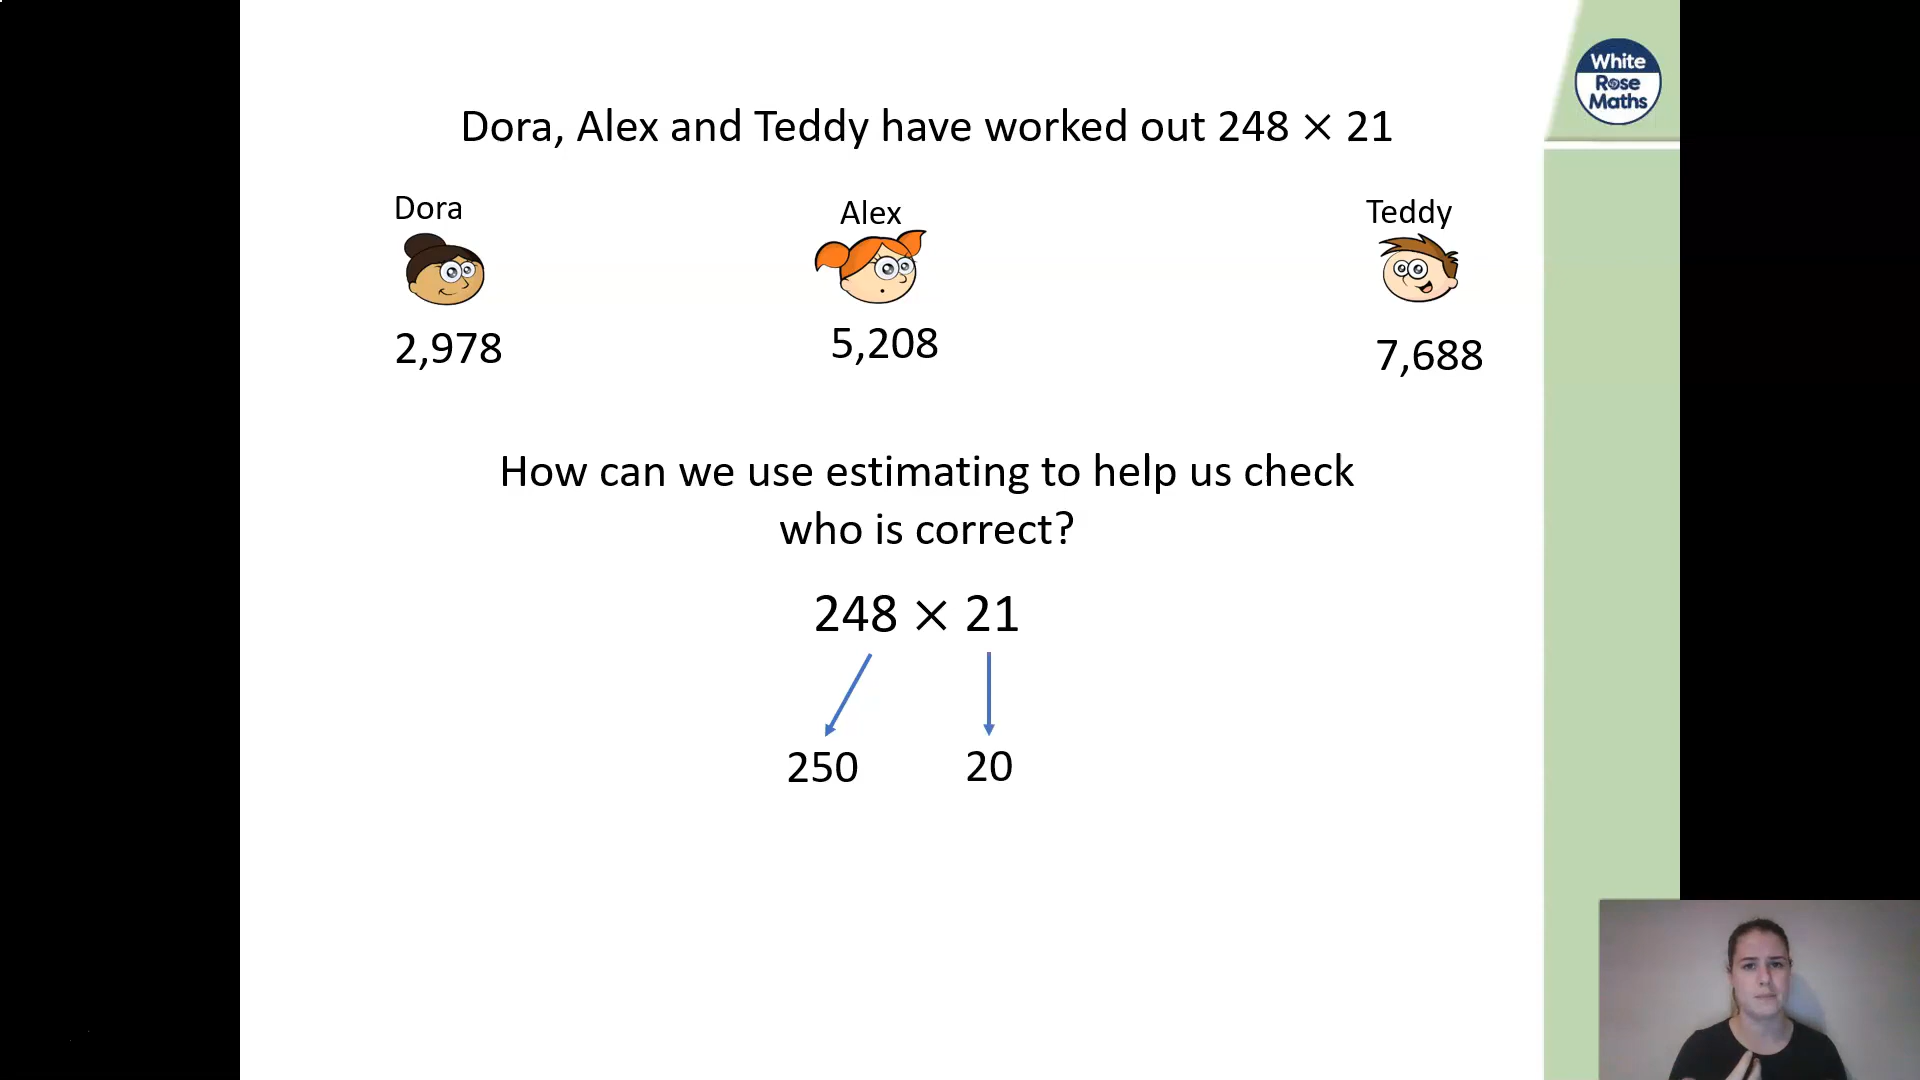 White
Rose
Maths
Dora, Alex and Teddy have worked out 248 × 21
Dora
Alex
Teddy
2,978
5,208
7,688
How can we use estimating to help us check
who is correct?
248 × 21
250
20